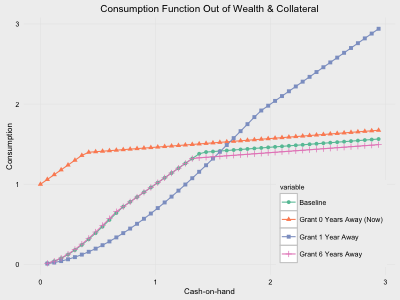 Consumption Function Out of Wealth & Collateral
3
2
1
0
Consumption
0
1
2
3
Cash-on-hand
variable
Baseline
Grant 0 Years Away (Now)
Grant 1 Year Away
Grant 6 Years Away